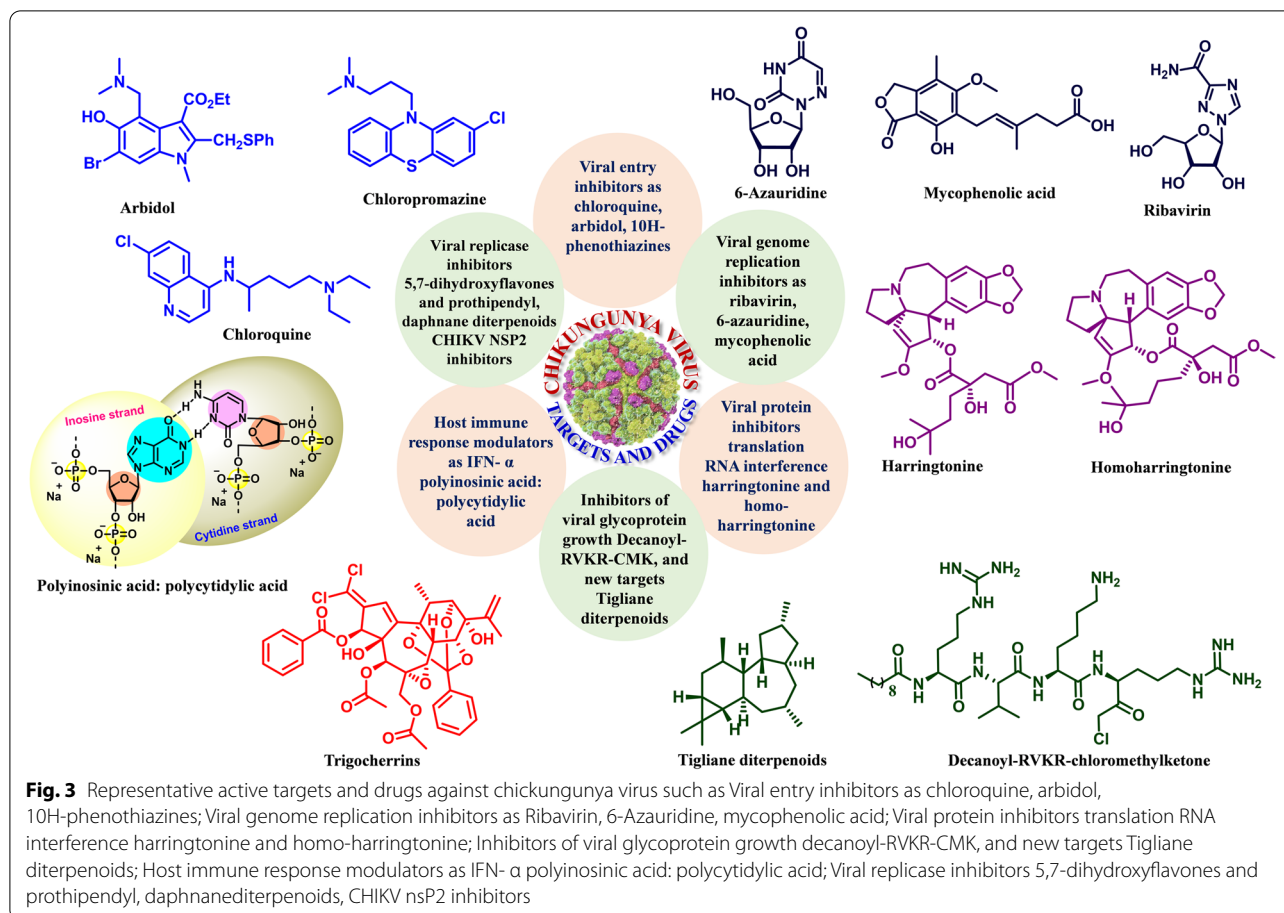 Arbidol
Chloropromazine
Chloroquine
6-Azauridine
Mycophenolic acid
Ribavirin
Viral entry
inhibitors as
chloroquine,
arbidol, 10H-
phenothiazines
Viral replicase
inhibitors
5,7-dihydroxyflavones
and prothipendyl,
daphnane diterpenoids
CHIKV NSP2
inhibitors
Viral genome
replication
inhibitors as
ribavirin,
6-azauridine,
mycophenolic
acid
CHIKUNGUNYA VIRUS
TARGETS AND DRUGS
Host immune
response modulators
as IFN- α
polyinosinic acid:
polycytidylic
acid
Viral protein
inhibitors
translation
RNA interference
harringtonine and
homo-
harringtonine
Inhibitors of
viral glycoprotein
growth Decanoyl-
RVKR-CMK, and
new targets
Tigliane
diterpenoids
Harringtonine
Homoharringtonine
Inosine strand
Cytidine strand
Polyinosinic acid: polycytidylic acid
Trigocherrins
Tigliane diterpenoids
Decanoyl-RVKR-chloromethylketone
Fig. 3 Representative active targets and drugs against chickungunya virus such as Viral entry inhibitors as chloroquine, arbidol,
10H-phenothiazines; Viral genome replication inhibitors as Ribavirin, 6-Azauridine, mycophenolic acid; Viral protein inhibitors translation RNA
interference harringtonine and homo-harringtonine; Inhibitors of viral glycoprotein growth decanoyl-RVKR-CMK, and new targets Tigliane
diterpenoids; Host immune response modulators as IFN- α polyinosinic acid: polycytidylic acid; Viral replicase inhibitors 5,7-dihydroxyflavones and
prothipendyl, daphnanediterpenoids, CHIKV nsP2 inhibitors